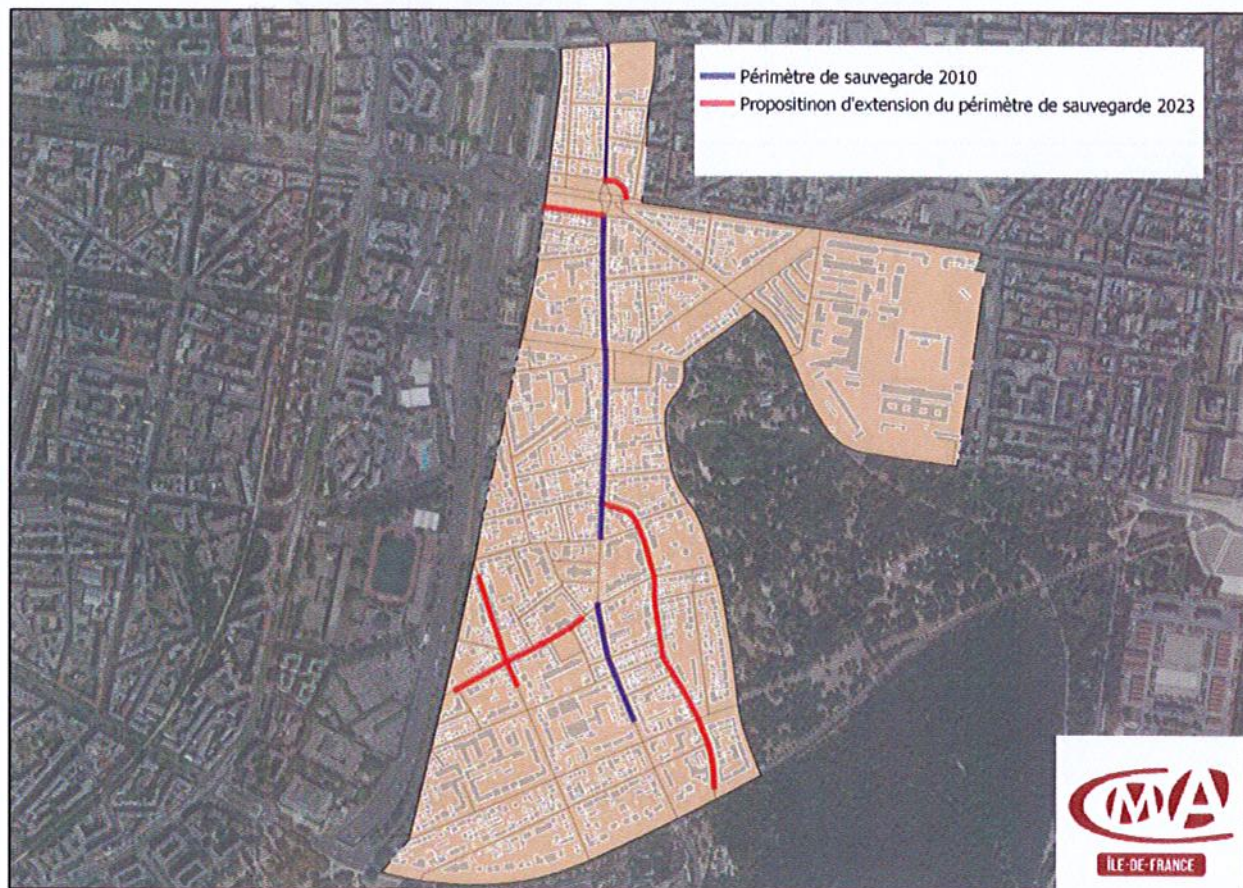 Périmètre de sauvegarde 2010
Propositinon d'extension du périmètre de sauvegarde 2023
CMA
ÎLE-DE-FRANCE